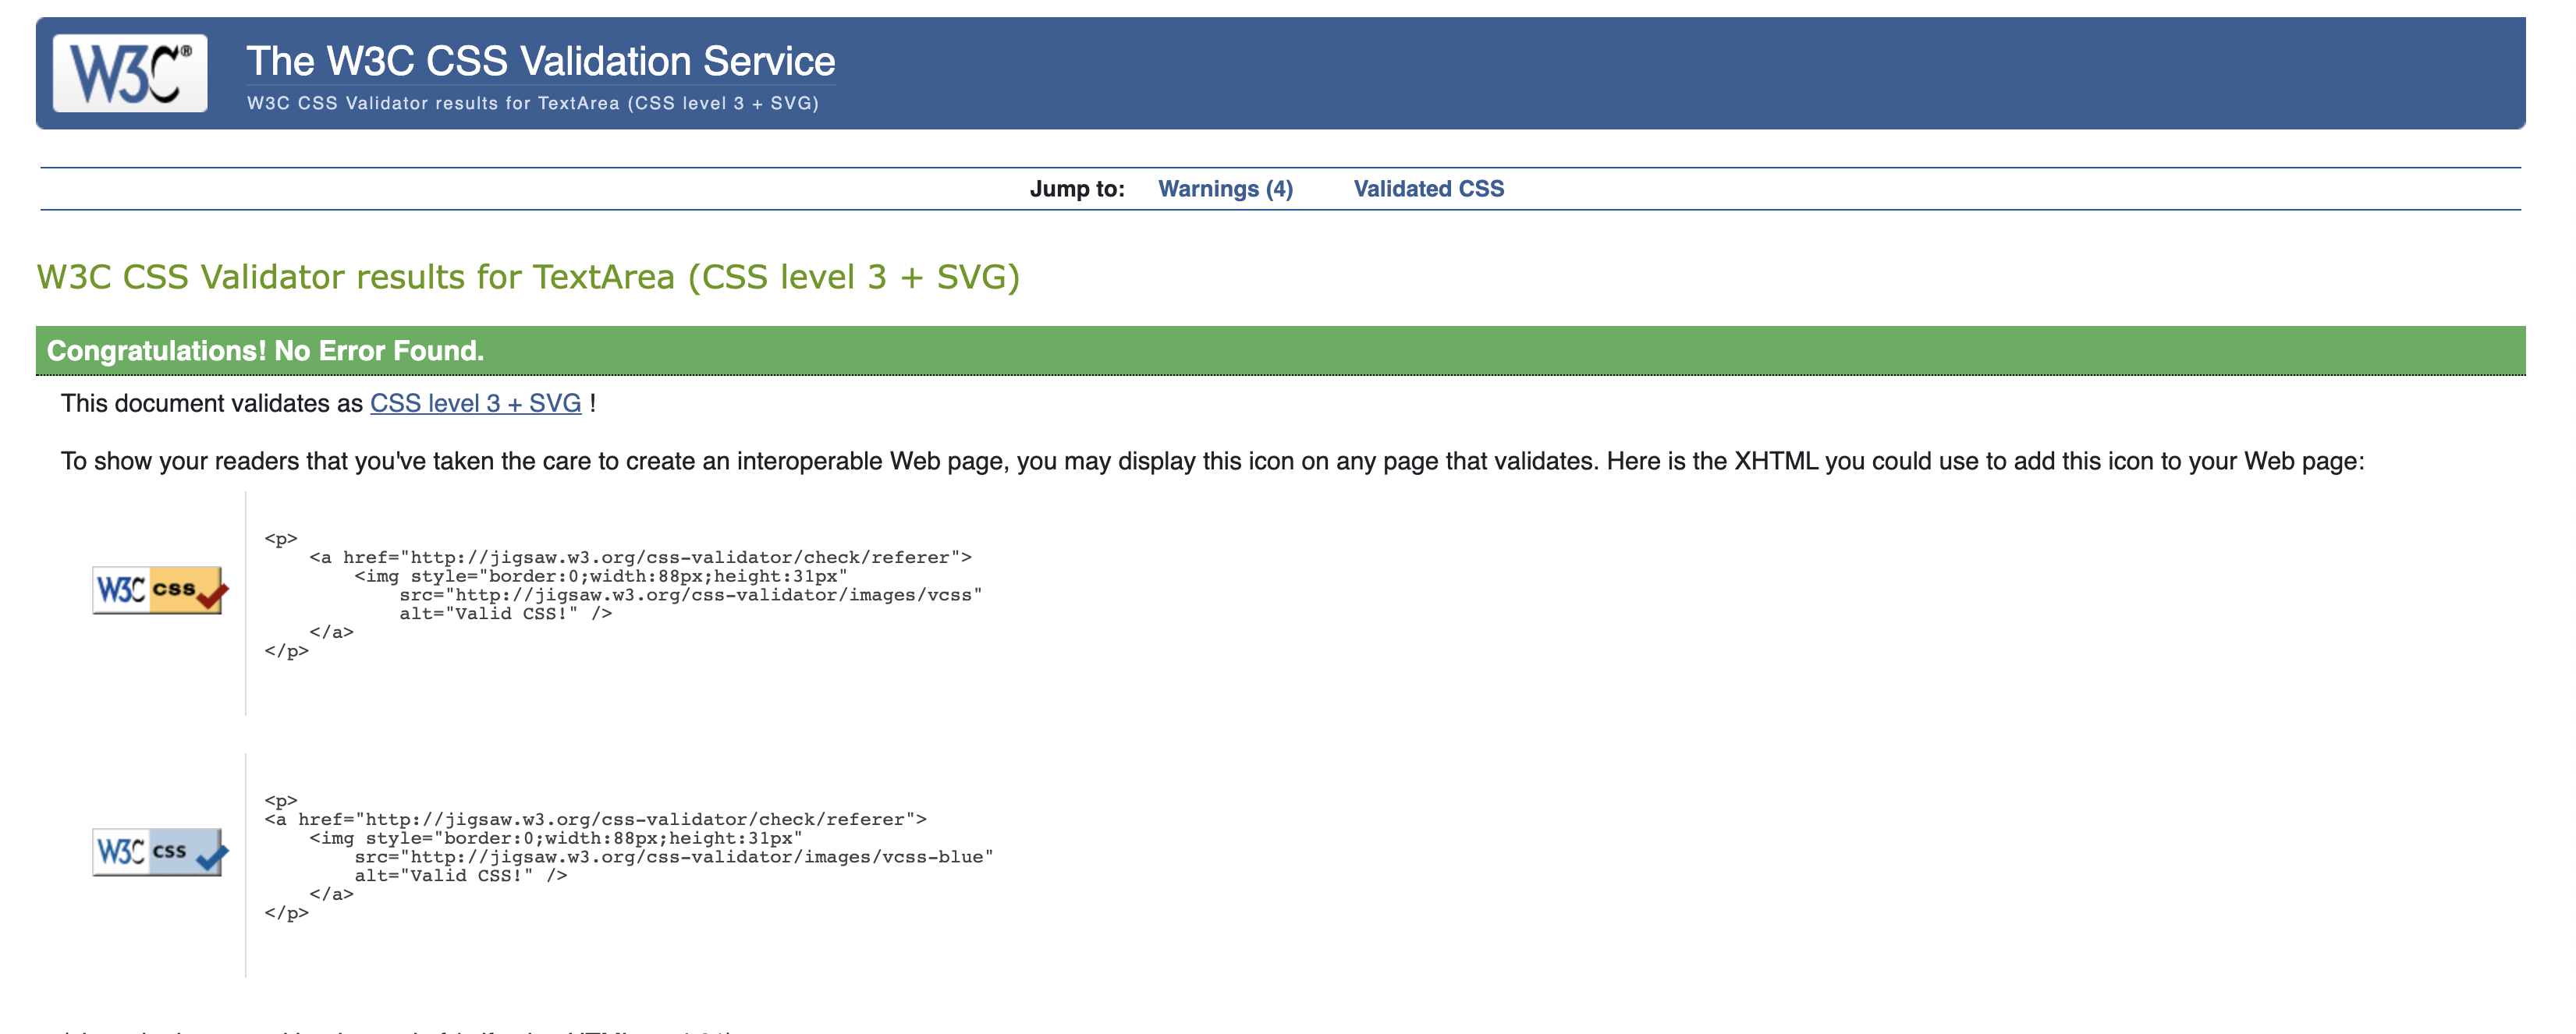 W3C®
The W3C CSS Validation Service
W3C CSS Validator results for TextArea (CSS level 3 + SVG)
Jump to: Warnings (4) Validated CSS
W3C CSS Validator results for TextArea (CSS level 3 + SVG)
Congratulations! No Error Found.
This document validates as CSS level 3 + SVG !
To show your readers that you've taken the care to create an interoperable Web page, you may display this icon on any page that validates. Here is the XHTML you could use to add this icon to your Web page:
<p>
<a href="http://jigsaw.w3.org/css-validator/check/referer">
<img style="border:0;width:88px;height:31px"
W3C css
src="http://jigsaw.w3.org/css-validator/images/vcss"
alt="Valid CSS!" />
</a>
</p>
<p>
<a href="http://jigsaw.w3.org/css-validator/check/referer">
<img style="border:0;width:88px;height:31px"
W3C css
src="http://jigsaw.w3.org/css-validator/images/vcss-blue"
alt="Valid CSS!" />
</a>
</p>